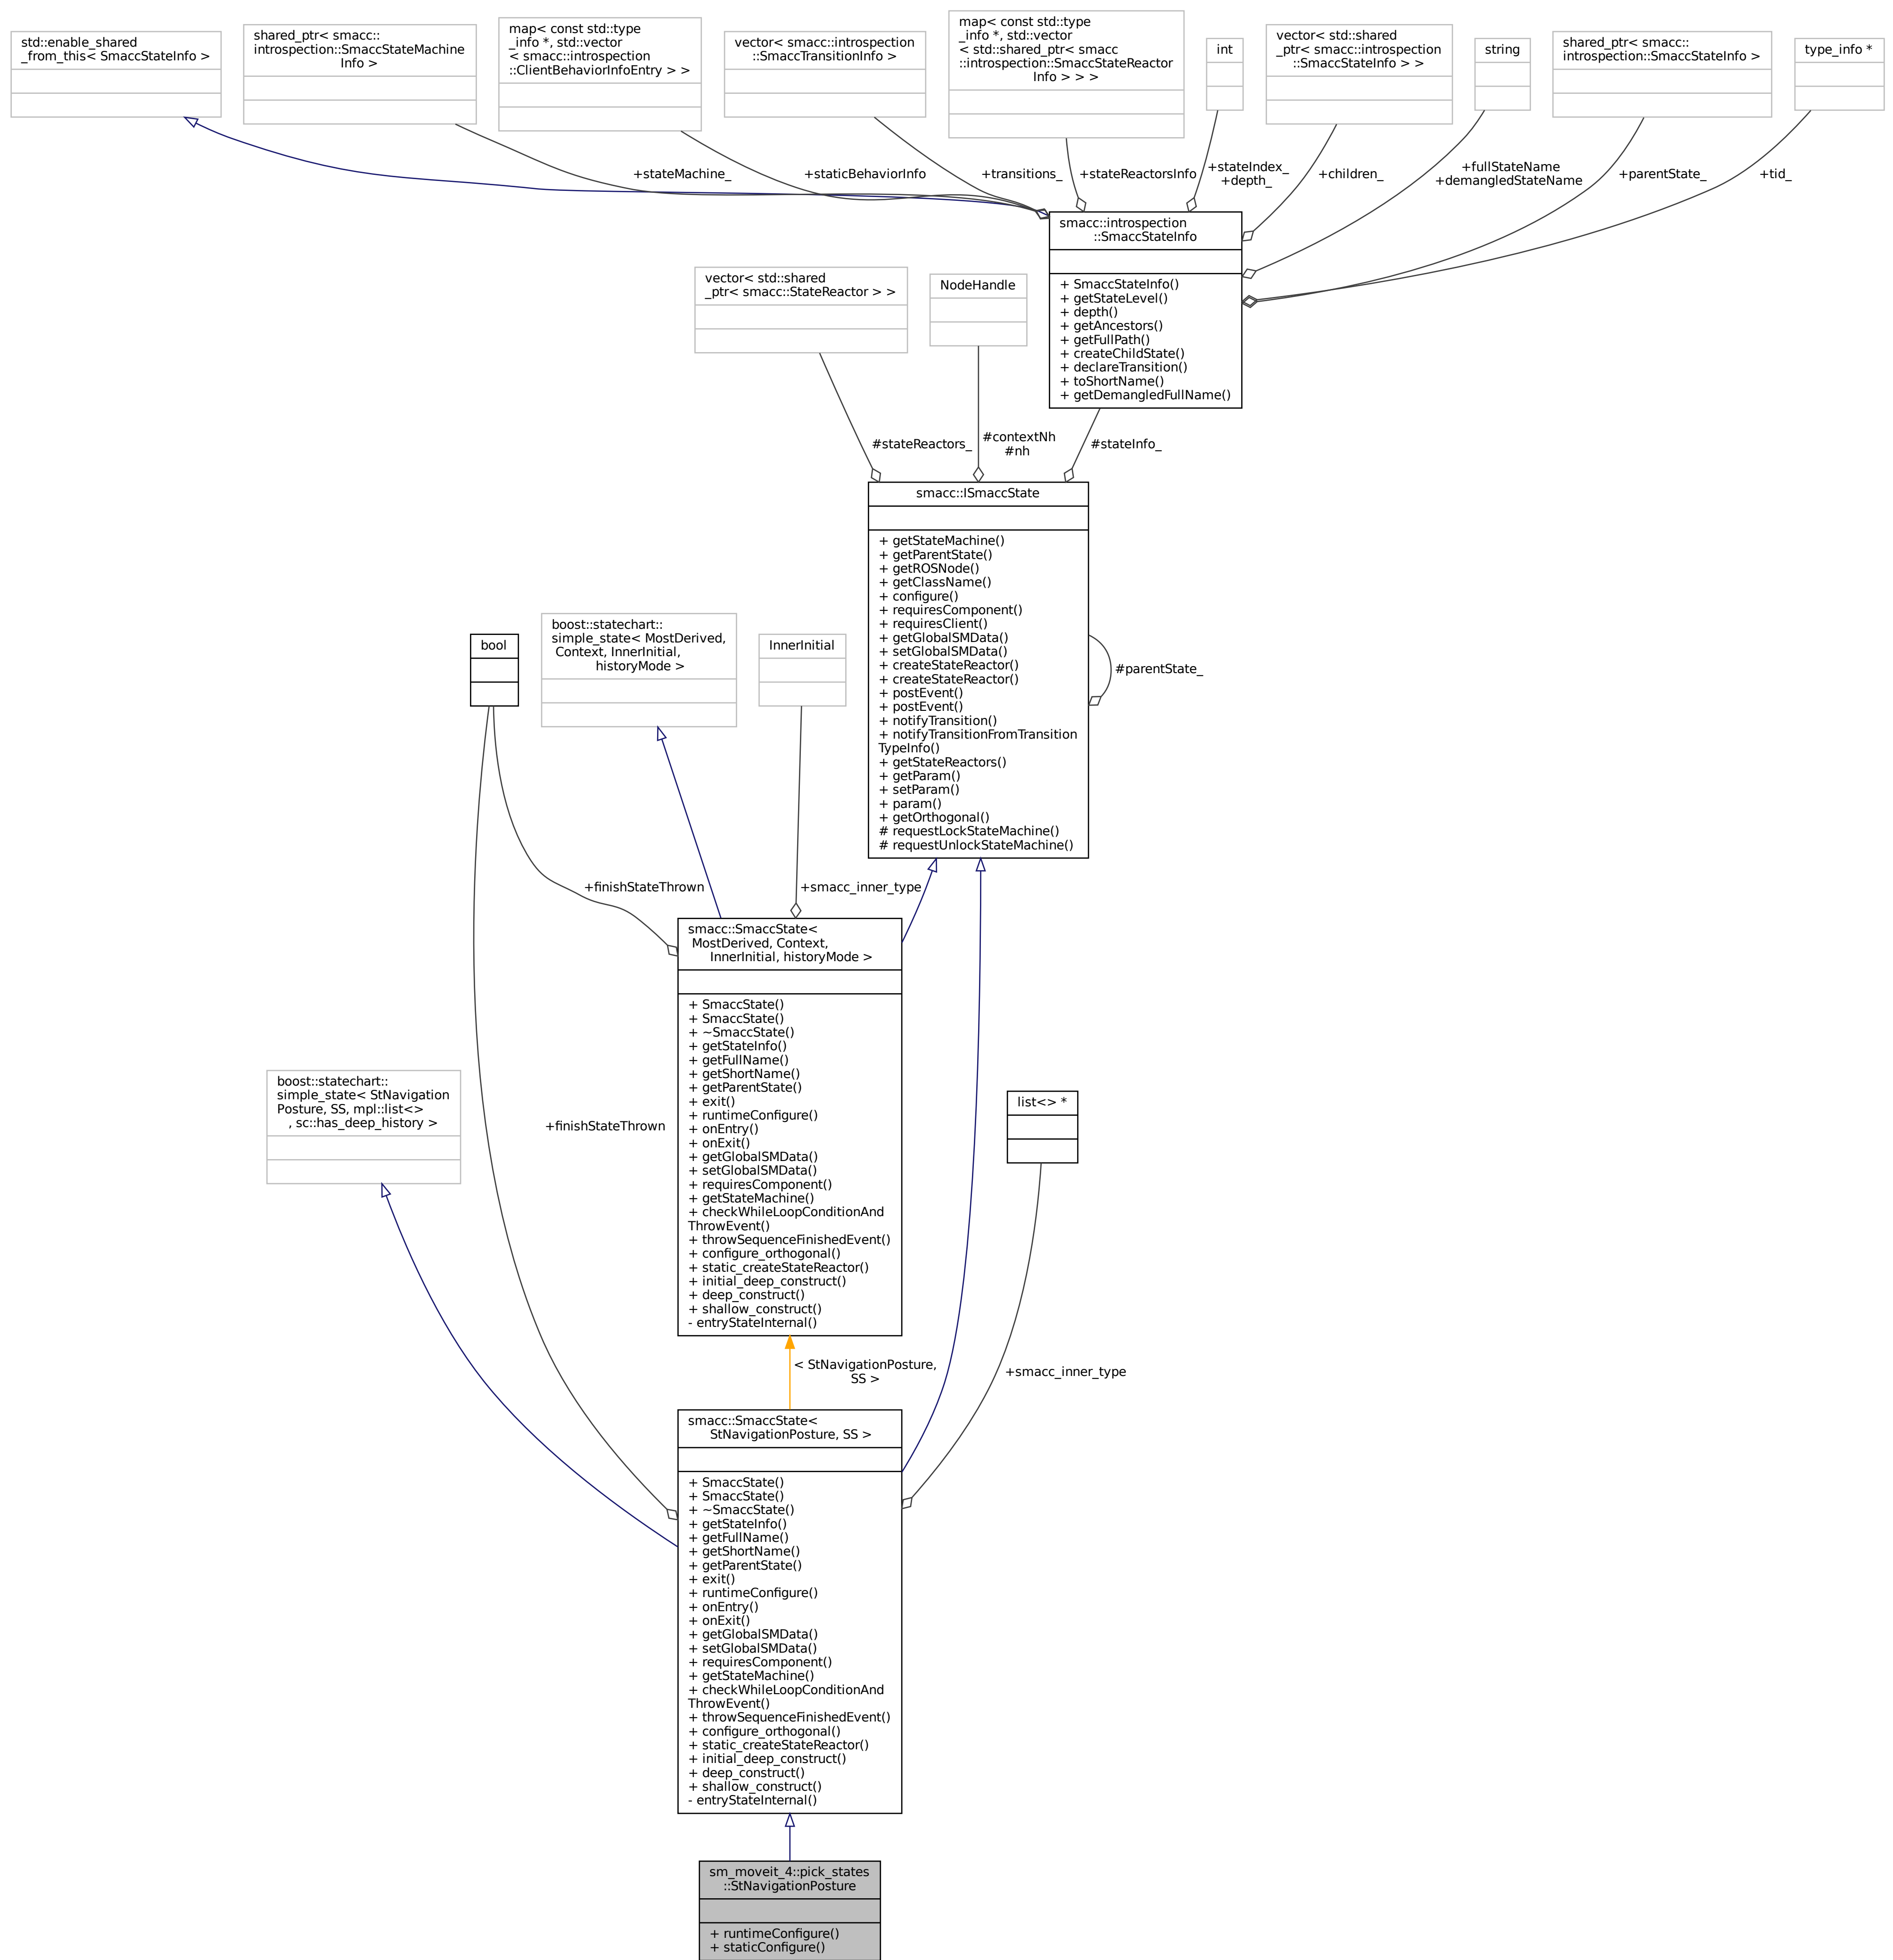 std::enable_shared
_from_this< SmaccStateInfo >
shared_ptr< smacc::
introspection::SmaccStateMachine
Info >
map< const std::type
_info *, std::vector
< smacc::introspection
::ClientBehaviorInfoEntry > >
vector< smacc::introspection
::SmaccTransitionInfo >
map< const std::type
_info *, std::vector
< std::shared_ptr< smacc
::introspection::SmaccStateReactor
Info > > >
int
vector< std::shared
_ptr< smacc::introspection
::SmaccStateInfo > >
string
shared_ptr< smacc::
introspection::SmaccStateInfo >
type_info *
+stateMachine_
+staticBehaviorInfo
+transitions_
+stateReactorsInfo
+stateIndex_
+depth_
+children_
+fullStateName
+demangledStateName
+parentState_
+tid_
smacc::introspection
::SmaccStateInfo
+ SmaccStateInfo()
+ getStateLevel()
+ depth()
+ getAncestors()
+ getFullPath()
+ createChildState()
+ declareTransition()
+ toShortName()
+ getDemangledFullName()
vector< std::shared
_ptr< smacc::StateReactor > >
NodeHandle
#stateReactors_
#contextNh
#nh
#stateInfo_
smacc::ISmaccState
+ getStateMachine()
+ getParentState()
+ getROSNode()
+ getClassName()
+ configure()
+ requiresComponent()
+ requiresClient()
+ getGlobalSMData()
+ setGlobalSMData()
+ createStateReactor()
+ createStateReactor()
+ postEvent()
+ postEvent()
+ notifyTransition()
+ notifyTransitionFromTransition
TypeInfo()
+ getStateReactors()
+ getParam()
+ setParam()
+ param()
+ getOrthogonal()
# requestLockStateMachine()
# requestUnlockStateMachine()
#parentState_
bool
boost::statechart::
simple_state< MostDerived,
Context, InnerInitial,
historyMode >
InnerInitial
+finishStateThrown
+smacc_inner_type
smacc::SmaccState<
MostDerived, Context,
InnerInitial, historyMode >
+ SmaccState()
+ SmaccState()
+ ~SmaccState()
+ getStateInfo()
+ getFullName()
+ getShortName()
+ getParentState()
+ exit()
+ runtimeConfigure()
+ onEntry()
+ onExit()
+ getGlobalSMData()
+ setGlobalSMData()
+ requiresComponent()
+ getStateMachine()
+ checkWhileLoopConditionAnd
ThrowEvent()
+ throwSequenceFinishedEvent()
+ configure_orthogonal()
+ static_createStateReactor()
+ initial_deep_construct()
+ deep_construct()
+ shallow_construct()
- entryStateInternal()
boost::statechart::
simple_state< StNavigation
Posture, SS, mpl::list<>
, sc::has_deep_history >
+finishStateThrown
list<> *
< StNavigationPosture,
SS >
+smacc_inner_type
smacc::SmaccState<
StNavigationPosture, SS >
+ SmaccState()
+ SmaccState()
+ ~SmaccState()
+ getStateInfo()
+ getFullName()
+ getShortName()
+ getParentState()
+ exit()
+ runtimeConfigure()
+ onEntry()
+ onExit()
+ getGlobalSMData()
+ setGlobalSMData()
+ requiresComponent()
+ getStateMachine()
+ checkWhileLoopConditionAnd
ThrowEvent()
+ throwSequenceFinishedEvent()
+ configure_orthogonal()
+ static_createStateReactor()
+ initial_deep_construct()
+ deep_construct()
+ shallow_construct()
- entryStateInternal()
sm_moveit_4::pick_states
::StNavigationPosture
+ runtimeConfigure()
+ staticConfigure()